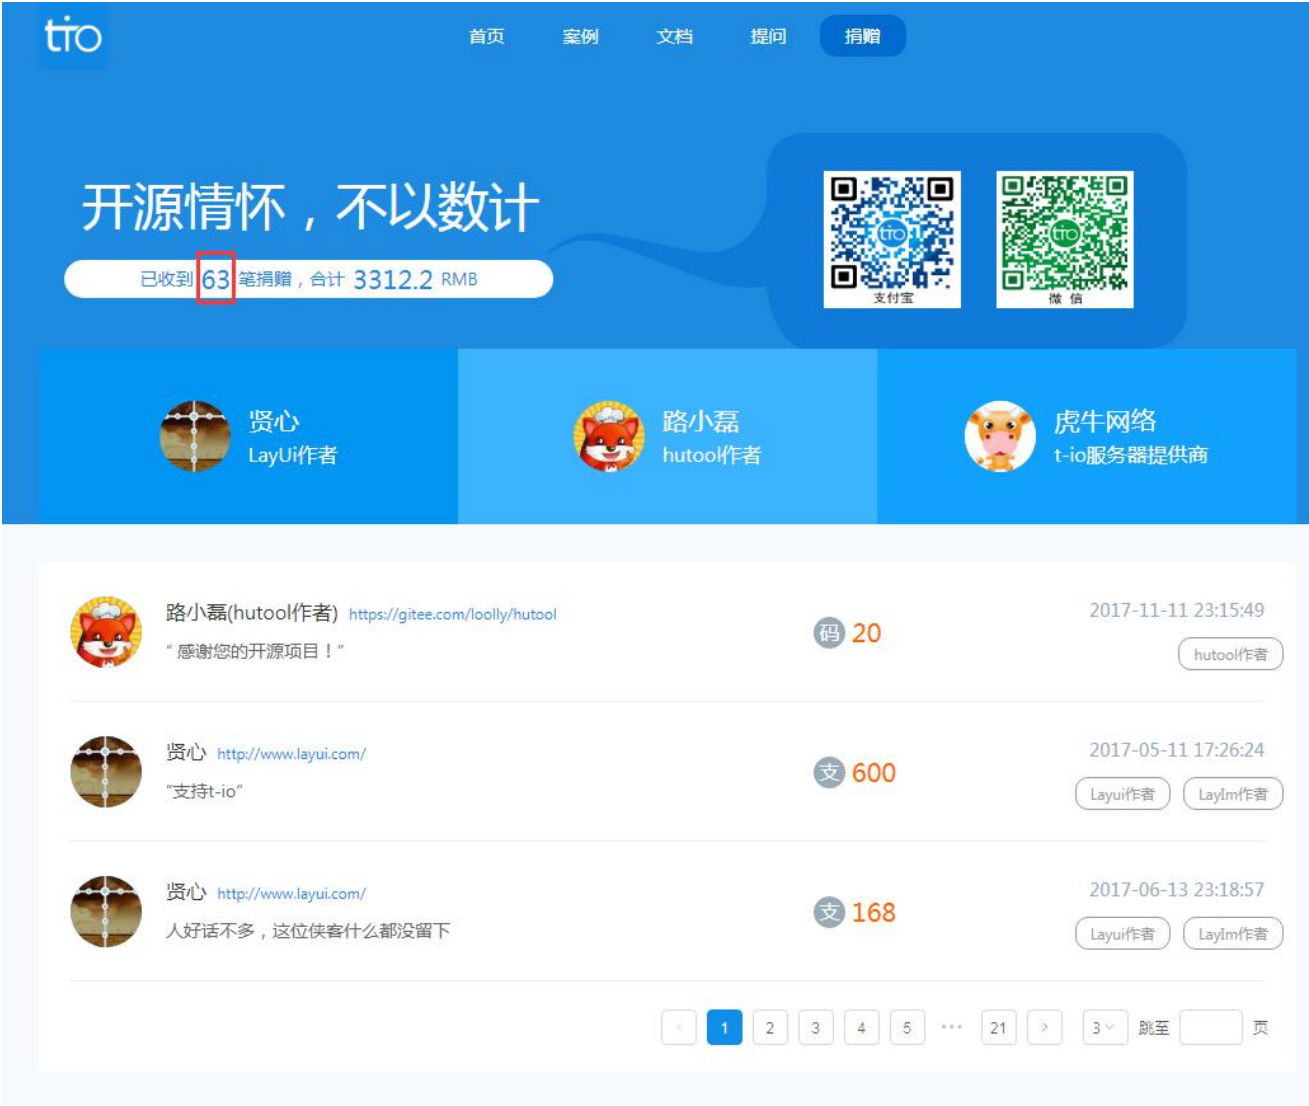 tio
首页 案例 文档 提问 捐赠
开源情怀，不以数计
已收到 63 笔捐赠，合计 3312.2 RMB
tio
支付宝
tio
微 信
贤心
LayUi作者
路小磊
hutool作者
虎牛网络
t-io服务器提供商
路小磊(hutool作者) https://gitee.com/loolly/hutool
“ 感谢您的开源项目！”
码 20
2017-11-11 23:15:49
hutool作者
贤心 http://www.layui.com/
“支持t-io”
支 600
2017-05-11 17:26:24
Layui作者 LayIm作者
贤心 http://www.layui.com/
人好话不多，这位侠客什么都没留下
支 168
2017-06-13 23:18:57
Layui作者 LayIm作者
< 1 2 3 4 5 ••• 21 > 3 跳至 页